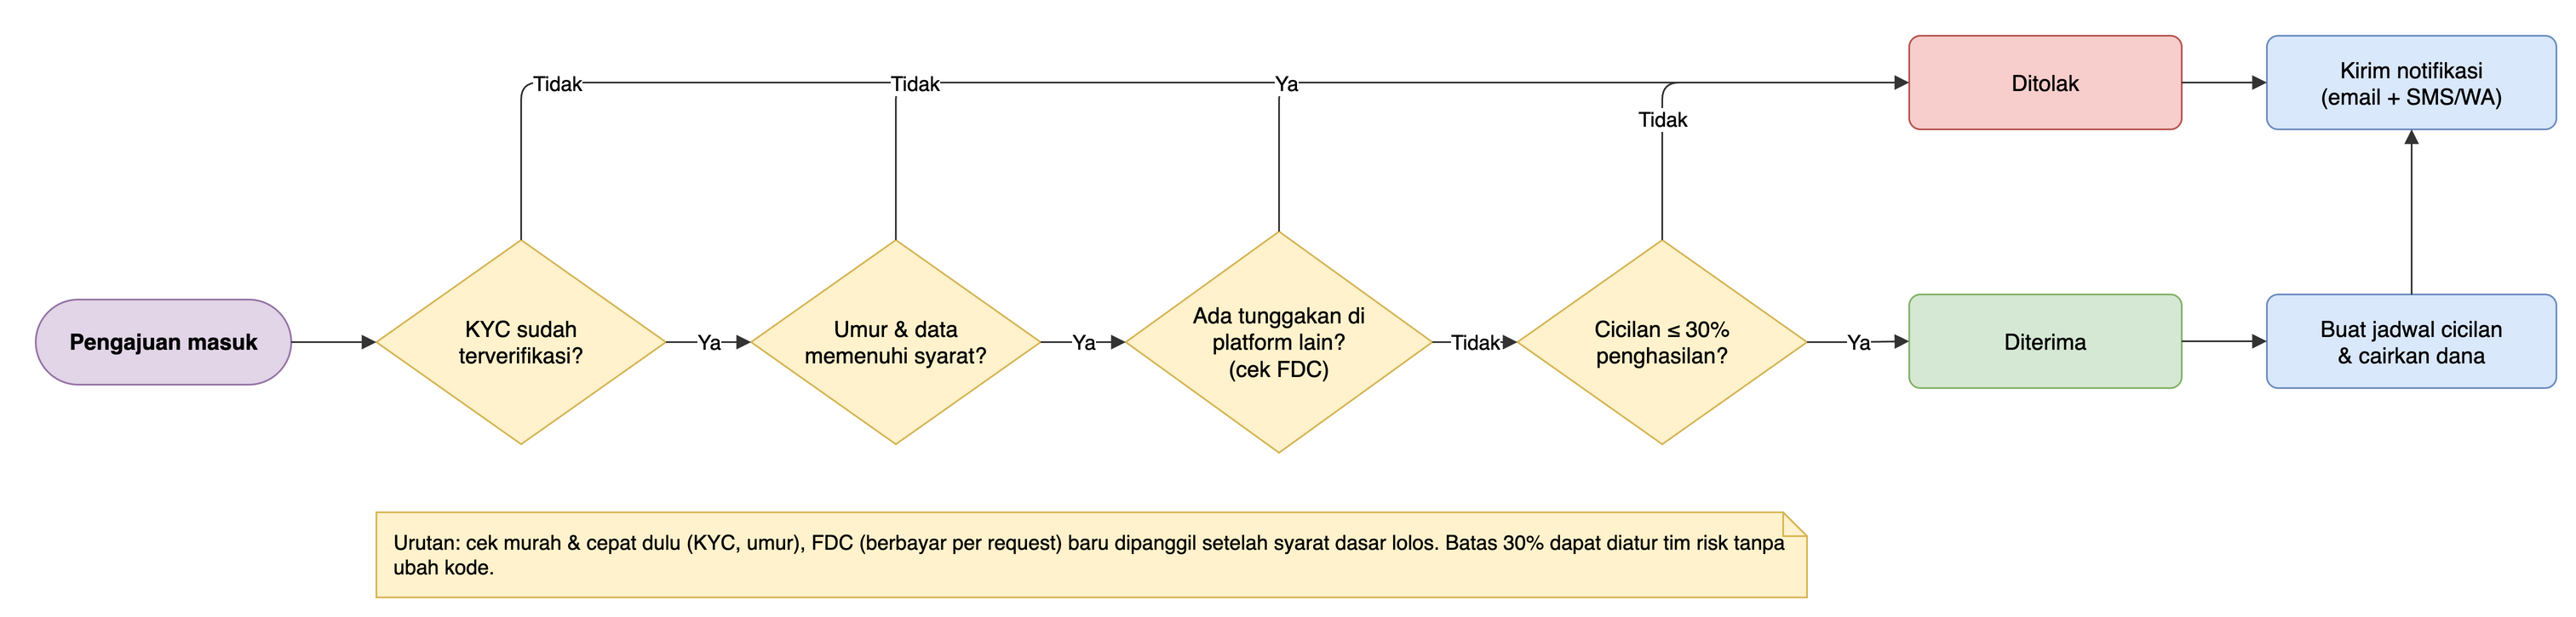 Tidak
Tidak
Ya
Tidak
Ditolak
Kirim notifikasi
(email + SMS/WA)
Pengajuan masuk
KYC sudah
terverifikasi?
Ya
Umur & data
memenuhi syarat?
Ya
Ada tunggakan di
platform lain?
(cek FDC)
Tidak
Cicilan ≤ 30%
penghasilan?
Ya
Diterima
Buat jadwal cicilan
& cairkan dana
Urutan: cek murah & cepat dulu (KYC, umur), FDC (berbayar per request) baru dipanggil setelah syarat dasar lolos. Batas 30% dapat diatur tim risk tanpa
ubah kode.